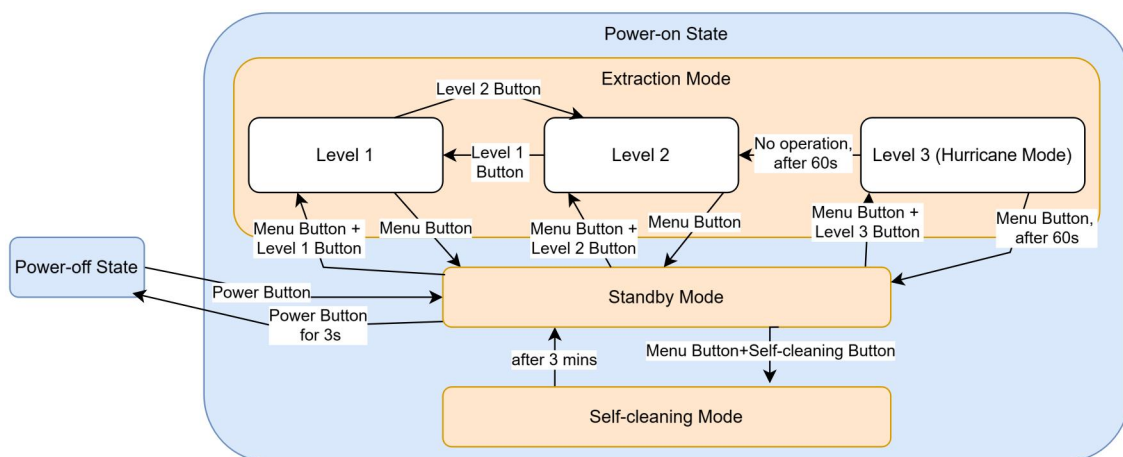 Power-on State
Extraction Mode
Level 2 Button
Level 1
Level 1
Button
Level 2
No operation,
after 60s
Level 3 (Hurricane Mode)
Menu Button +
Level 1 Button
Menu Button
Menu Button +
Level 2 Button
Menu Button
Menu Button +
Level 3 Button
Menu Button,
after 60s
Power-off State
Power Button
Standby Mode
Power Button
for 3s
after 3 mins
Menu Button+Self-cleaning Button
Self-cleaning Mode